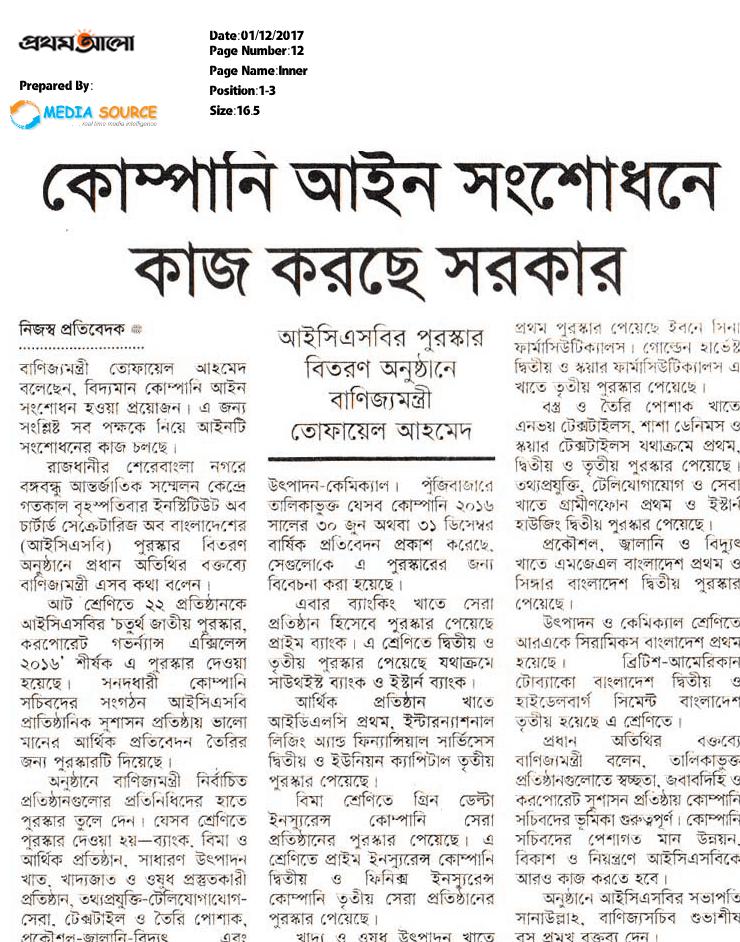 প্রথম আলো
Prepared By:
MEDIA SOURCE
real time media intelligence
Date:01/12/2017
Page Number:12
Page Name:Inner
Position:1-3
Size:16.5
কোম্পানি আইন সংশোধনে
কাজ করছে সরকার
নিজস্ব প্রতিবেদক
বাণিজ্যমন্ত্রী তোফায়েল আহমেদ
বলেছেন, বিদ্যমান কোম্পানি আইন
সংশোধন হওয়া প্রয়োজন। এ জন্য
সংশ্লিষ্ট সব পক্ষকে নিয়ে আইনটি
সংশোধনের কাজ চলছে।
রাজধানীর শেরেবাংলা নগরে
বঙ্গবন্ধু আন্তর্জাতিক সম্মেলন কেন্দ্রে
গতকাল বৃহস্পতিবার ইনস্টিটিউট অব
চার্টার্ড সেক্রেটারিজ অব বাংলাদেশের
(আইসিএসবি) পুরস্কার বিতরণ
অনুষ্ঠানে প্রধান অতিথির বক্তব্যে
বাণিজ্যমন্ত্রী এসব কথা বলেন।
আট শ্রেণিতে ২২ প্রতিষ্ঠানকে
আইসিএসবির ‘চতুর্থ জাতীয় পুরস্কার,
করপোরেট গভর্ন্যান্স এক্সিলেন্স
২০১৬’ শীর্ষক এ পুরস্কার দেওয়া
হয়েছে। সনদধারী কোম্পানি
সচিবদের সংগঠন আইসিএসবি
প্রাতিষ্ঠানিক সুশাসন প্রতিষ্ঠায় ভালো
মানের আর্থিক প্রতিবেদন তৈরির
জন্য পুরস্কারটি দিয়েছে।
অনুষ্ঠানে বাণিজ্যমন্ত্রী নির্বাচিত
প্রতিষ্ঠানগুলোর প্রতিনিধিদের হাতে
পুরস্কার তুলে দেন। যেসব শ্রেণিতে
পুরস্কার দেওয়া হয়—ব্যাংক, বিমা ও
আর্থিক প্রতিষ্ঠান, সাধারণ উৎপাদন
খাত, খাদ্যজাত ও ওষুধ প্রস্তুতকারী
প্রতিষ্ঠান, তথ্যপ্রযুক্তি-টেলিযোগাযোগ-
সেরা, টেক্সটাইল ও তৈরি পোশাক,
প্রকৌশল-জ্বালানি-বিদ্যুৎ এবং
আইসিএসবির পুরস্কার
বিতরণ অনুষ্ঠানে
বাণিজ্যমন্ত্রী
তোফায়েল আহমেদ
উৎপাদন-কেমিক্যাল। পুঁজিবাজারে
তালিকাভুক্ত যেসব কোম্পানি ২০১৬
সালের ৩০ জুন অথবা ৩১ ডিসেম্বর
বার্ষিক প্রতিবেদন প্রকাশ করেছে,
সেগুলোকে এ পুরস্কারের জন্য
বিবেচনা করা হয়েছে।
এবার ব্যাংকিং খাতে সেরা
প্রতিষ্ঠান হিসেবে পুরস্কার পেয়েছে
প্রাইম ব্যাংক। এ শ্রেণিতে দ্বিতীয় ও
তৃতীয় পুরস্কার পেয়েছে যথাক্রমে
সাউথইস্ট ব্যাংক ও ইস্টার্ন ব্যাংক।
আর্থিক প্রতিষ্ঠান খাতে
আইডিএলসি প্রথম, ইন্টারন্যাশনাল
লিজিং অ্যান্ড ফিন্যান্সিয়াল সার্ভিসেস
দ্বিতীয় ও ইউনিয়ন ক্যাপিটাল তৃতীয়
পুরস্কার পেয়েছে।
বিমা শ্রেণিতে গ্রিন ডেল্টা
ইনস্যুরেন্স কোম্পানি সেরা
প্রতিষ্ঠানের পুরস্কার পেয়েছে। এ
শ্রেণিতে প্রাইম ইনস্যুরেন্স কোম্পানি
দ্বিতীয় ও ফিনিক্স ইনস্যুরেন্স
কোম্পানি তৃতীয় সেরা প্রতিষ্ঠানের
পুরস্কার পেয়েছে।
খাদ্য ও ওষুধ উৎপাদন খাতে
প্রথম পুরস্কার পেয়েছে ইবনে সিনা
ফার্মাসিউটিক্যালস। গোল্ডেন হার্ভেস্ট
দ্বিতীয় ও স্কয়ার ফার্মাসিউটিক্যালস এ
খাতে তৃতীয় পুরস্কার পেয়েছে।
বস্ত্র ও তৈরি পোশাক খাতে
এনভয় টেক্সটাইলস, শাশা ডেনিমস ও
স্কয়ার টেক্সটাইলস যথাক্রমে প্রথম,
দ্বিতীয় ও তৃতীয় পুরস্কার পেয়েছে।
তথ্যপ্রযুক্তি, টেলিযোগাযোগ ও সেবা
খাতে গ্রামীণফোন প্রথম ও ইস্টার্ন
হাউজিং দ্বিতীয় পুরস্কার পেয়েছে।
প্রকৌশল, জ্বালানি ও বিদ্যুৎ
খাতে এমজেএল বাংলাদেশ প্রথম ও
সিঙ্গার বাংলাদেশ দ্বিতীয় পুরস্কার
পেয়েছে।
উৎপাদন ও কেমিক্যাল শ্রেণিতে
আরএকে সিরামিকস বাংলাদেশ প্রথম
হয়েছে। ব্রিটিশ-আমেরিকান
টোব্যাকো বাংলাদেশ দ্বিতীয় ও
হাইডেলবার্গ সিমেন্ট বাংলাদেশ
তৃতীয় হয়েছে এ শ্রেণিতে।
প্রধান অতিথির বক্তব্যে
বাণিজ্যমন্ত্রী বলেন, তালিকাভুক্ত
প্রতিষ্ঠানগুলোতে স্বচ্ছতা, জবাবদিহি ও
করপোরেট সুশাসন প্রতিষ্ঠায় কোম্পানি
সচিবদের ভূমিকা গুরুত্বপূর্ণ। কোম্পানি
সচিবদের পেশাগত মান উন্নয়ন,
বিকাশ ও নিয়ন্ত্রণে আইসিএসবিকে
আরও কাজ করতে হবে।
অনুষ্ঠানে আইসিএসবির সভাপতি
সানাউল্লাহ, বাণিজ্যসচিব শুভাশীষ
বসু প্রমুখ বক্তব্য দেন।